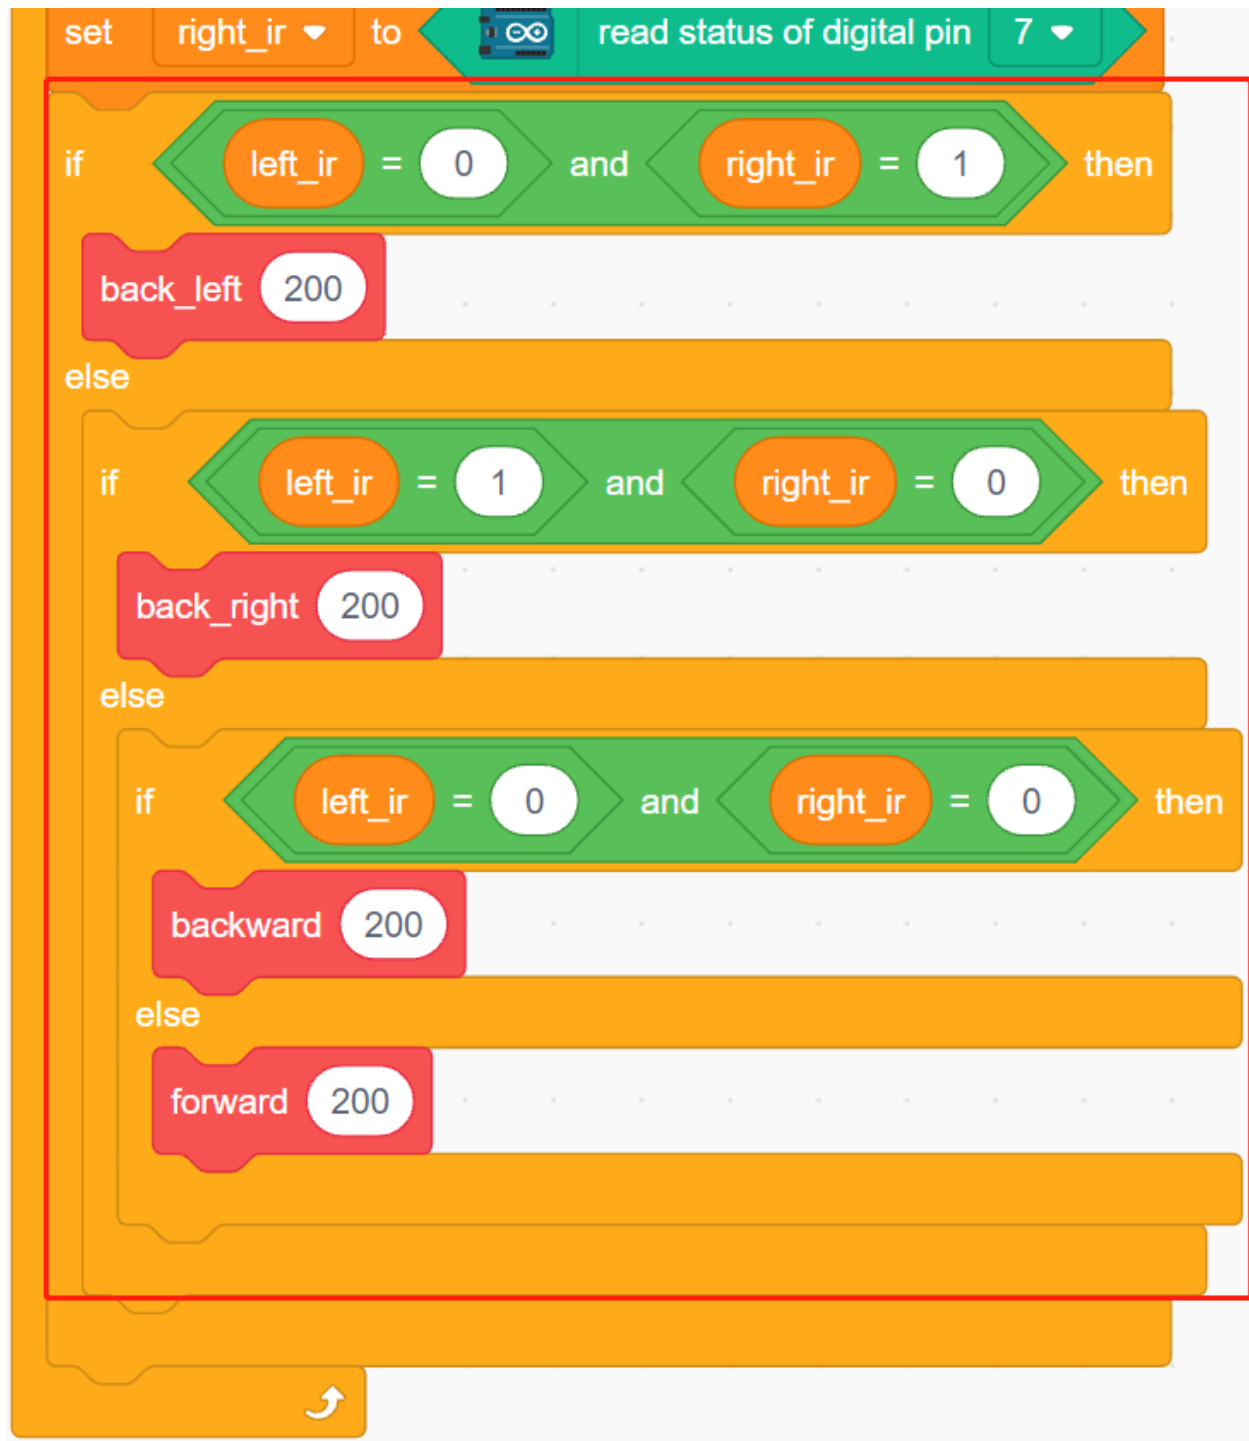 set right_ir to read status of digital pin 7
if left_ir = 0 and right_ir = 1 then
back_left 200
else
if left_ir = 1 and right_ir = 0 then
back_right 200
else
if left_ir = 0 and right_ir = 0 then
backward 200
else
forward 200